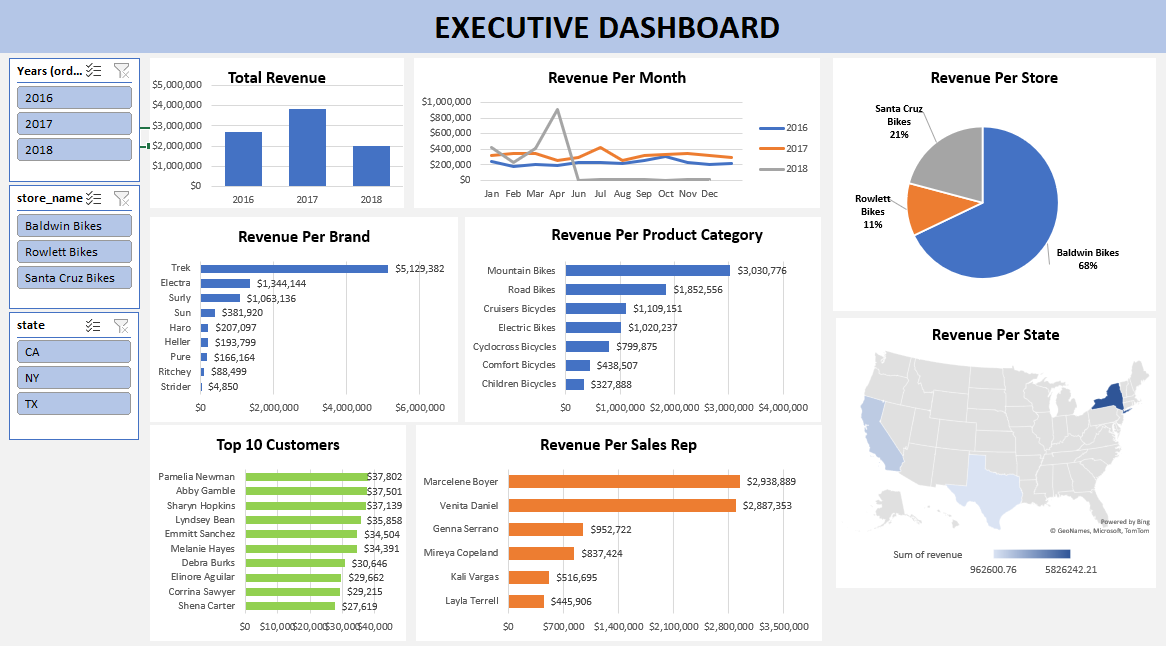 EXECUTIVE DASHBOARD
Years (ord...
2016
2017
2018
store_name
Baldwin Bikes
Rowlett Bikes
Santa Cruz Bikes
state
CA
NY
TX
Total Revenue
$5,000,000
$4,000,000
$3,000,000
$2,000,000
$1,000,000
$0
2016 2017 2018
Revenue Per Month
$1,000,000
$800,000
$600,000
$400,000
$200,000
$0
Jan Feb Mar Apr Jun Jul Aug Sep Oct Nov Dec
2016
2017
2018
Revenue Per Store
Santa Cruz
Bikes
21%
Rowlett
Bikes
11%
Baldwin Bikes
68%
Revenue Per Brand
Trek $5,129,382
Electra $1,344,144
Surly $1,063,136
Sun $381,920
Haro $207,097
Heller $193,799
Pure $166,164
Ritchey $88,499
Strider $4,850
$0 $2,000,000 $4,000,000 $6,000,000
Revenue Per Product Category
Mountain Bikes $3,030,776
Road Bikes $1,852,556
Cruisers Bicycles $1,109,151
Electric Bikes $1,020,237
Cyclocross Bicycles $799,875
Comfort Bicycles $438,507
Children Bicycles $327,888
$0 $1,000,000 $2,000,000 $3,000,000 $4,000,000
Revenue Per State
Powered by Bing
© GeoNames, Microsoft, TomTom
Sum of revenue
962600.76 5826242.21
Top 10 Customers
Pamelia Newman $37,802
Abby Gamble $37,501
Sharyn Hopkins $37,139
Lyndsey Bean $35,858
Emmitt Sanchez $34,504
Melanie Hayes $34,391
Debra Burks $30,646
Elinore Aguilar $29,662
Corrina Sawyer $29,215
Shena Carter $27,619
$0 $10,000 $20,000 $30,000 $40,000
Revenue Per Sales Rep
Marcelene Boyer $2,938,889
Venita Daniel $2,887,353
Genna Serrano $952,722
Mireya Copeland $837,424
Kali Vargas $516,695
Layla Terrell $445,906
$0 $700,000 $1,400,000 $2,100,000 $2,800,000 $3,500,000